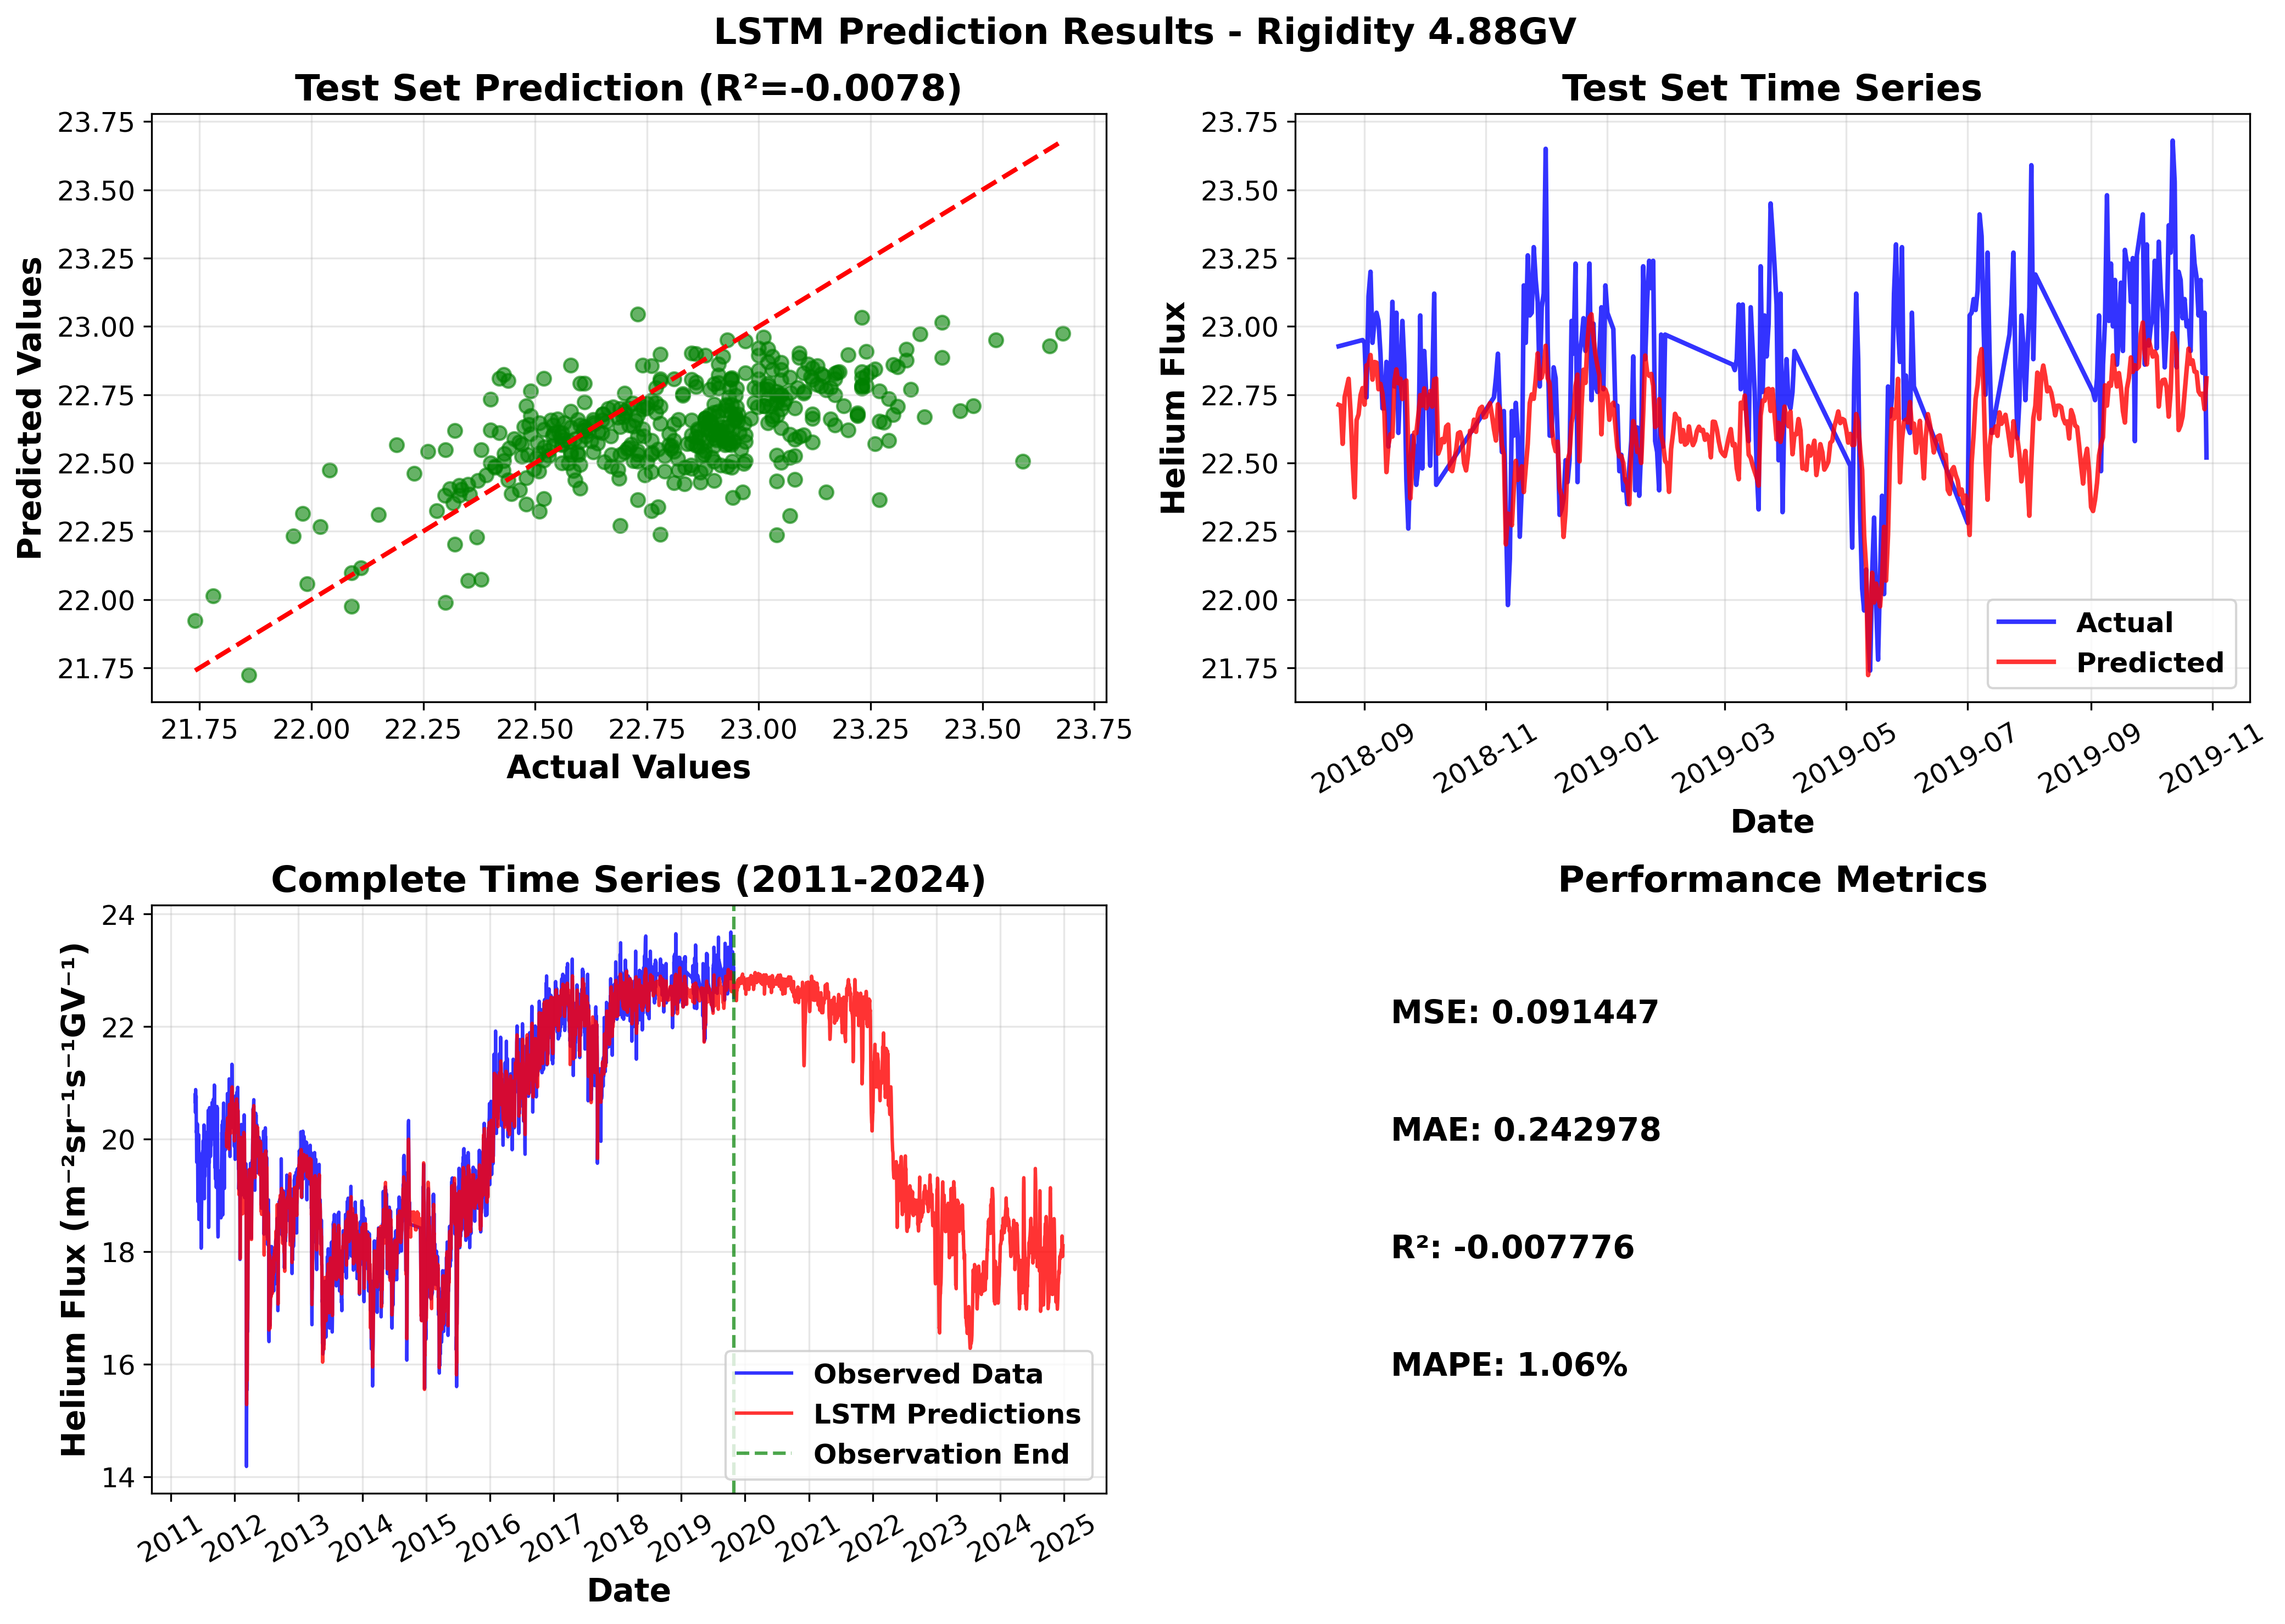 LSTM Prediction Results - Rigidity 4.88GV
Test Set Prediction (R²=-0.0078)
Predicted Values
23.75
23.50
23.25
23.00
22.75
22.50
22.25
22.00
21.75
21.75 22.00 22.25 22.50 22.75 23.00 23.25 23.50 23.75
Actual Values
Test Set Time Series
Helium Flux
23.75
23.50
23.25
23.00
22.75
22.50
22.25
22.00
21.75
Actual
Predicted
2018-09 2018-11 2019-01 2019-03 2019-05 2019-07 2019-09 2019-11
Date
Complete Time Series (2011-2024)
Helium Flux (m⁻²sr⁻¹s⁻¹GV⁻¹)
24
22
20
18
16
14
Observed Data
LSTM Predictions
Observation End
2011 2012 2013 2014 2015 2016 2017 2018 2019 2020 2021 2022 2023 2024 2025
Date
Performance Metrics
MSE: 0.091447
MAE: 0.242978
R²: -0.007776
MAPE: 1.06%